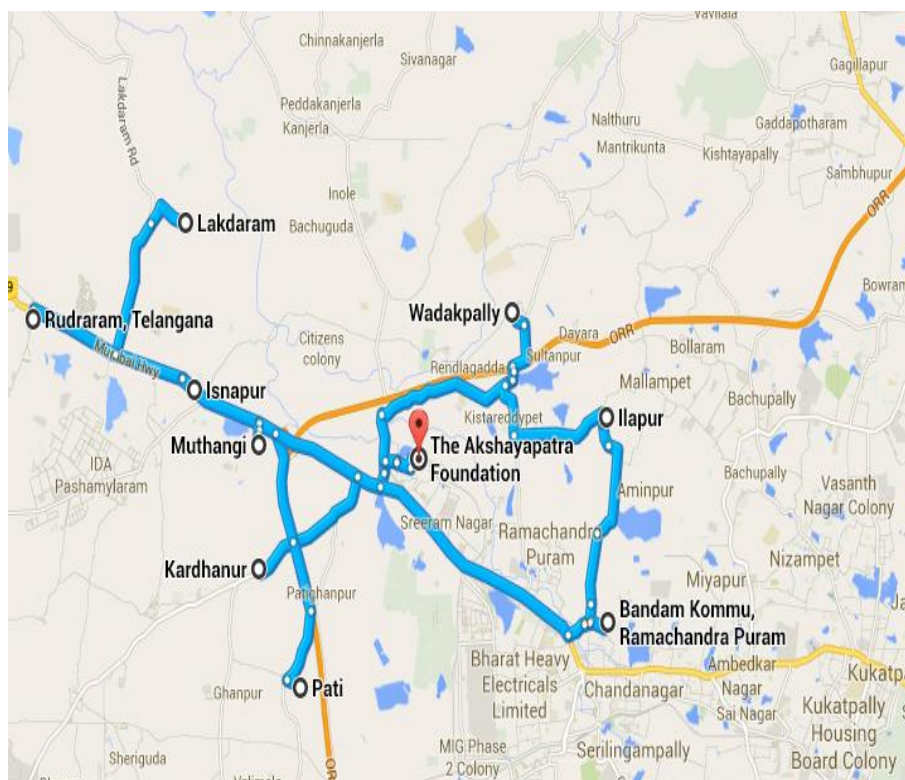 Vavilala
Chinnakanjerla
Sivanagar
Gagillapur
Lakdaram Rd
Peddakanjerla
Kanjerla
Nalthuru
Mantrikunta
Gaddapotharam
Kishtayapally
Sambhupur
Inole
Bachuguda
ORR
Lakdaram
9
Rudraram, Telangana
Wadakpally
Bowram
Citizens
colony
Dayara
ORR
Bollaram
Mumbai Hwy
Rendlagadda
Sultanpur
Mallampet
Isnapur
Kistareddypet
Bachupally
Ilapur
Muthangi
The Akshayapatra
Foundation
IDA
Pashamylaram
Bachupally
Aminpur
Vasanth
Nagar Colony
Sreeram Nagar
Ramachandra
Puram
Nizampet
Kardhanur
Miyapur
Patighanpur
Bandam Kommu,
Ramachandra Puram
Bharat Heavy
Electricals
Limited
Ambedkar
Nagar
Chandanagar
Ghanpur
Pati
Sai Nagar
Kukatpally
Housing
Board Colony
MIG Phase
2 Colony
Serilingampally
Sheriguda